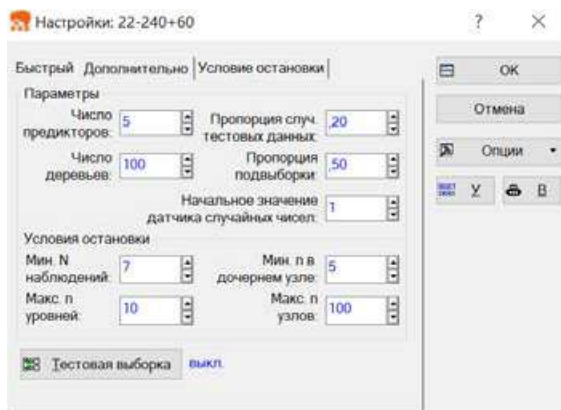 Настройки: 22-240+60
? ×
Быстрый Дополнительно Условие остановки
Параметры
Число предикторов: 5
Пропорция случ. тестовых данных: ,20
Число деревьев: 100
Пропорция подвыборки: ,50
Начальное значение датчика случайных чисел: 1
Условия остановки
Мин. N наблюдений: 7
Мин. n в дочернем узле: 5
Макс. n уровней: 10
Макс. n узлов: 100
Тестовая выборка выкл.
OK
Отмена
Опции
У В